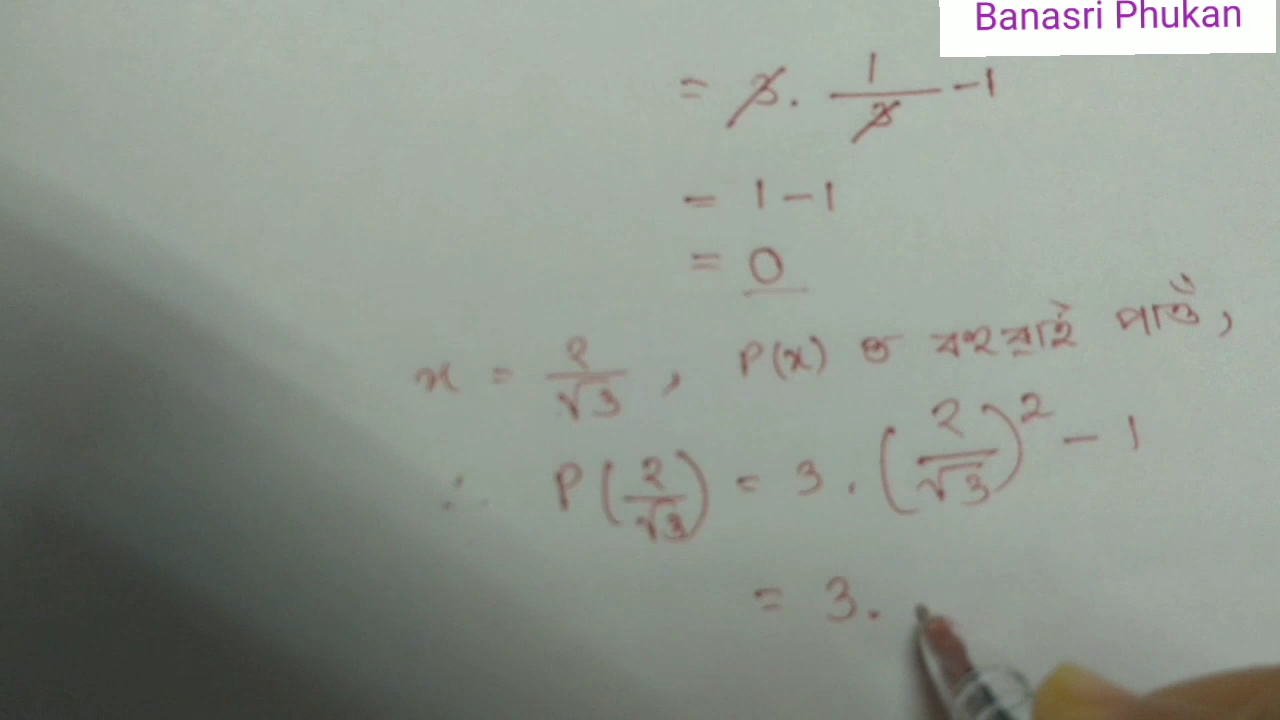 Banasri Phukan
= 3. 1/3 -1
= 1-1
= 0
x = 2/√3, P(x) ত বহুৱাই পাওঁ,
∴ P(2/√3) = 3.(2/√3)² - 1
= 3.